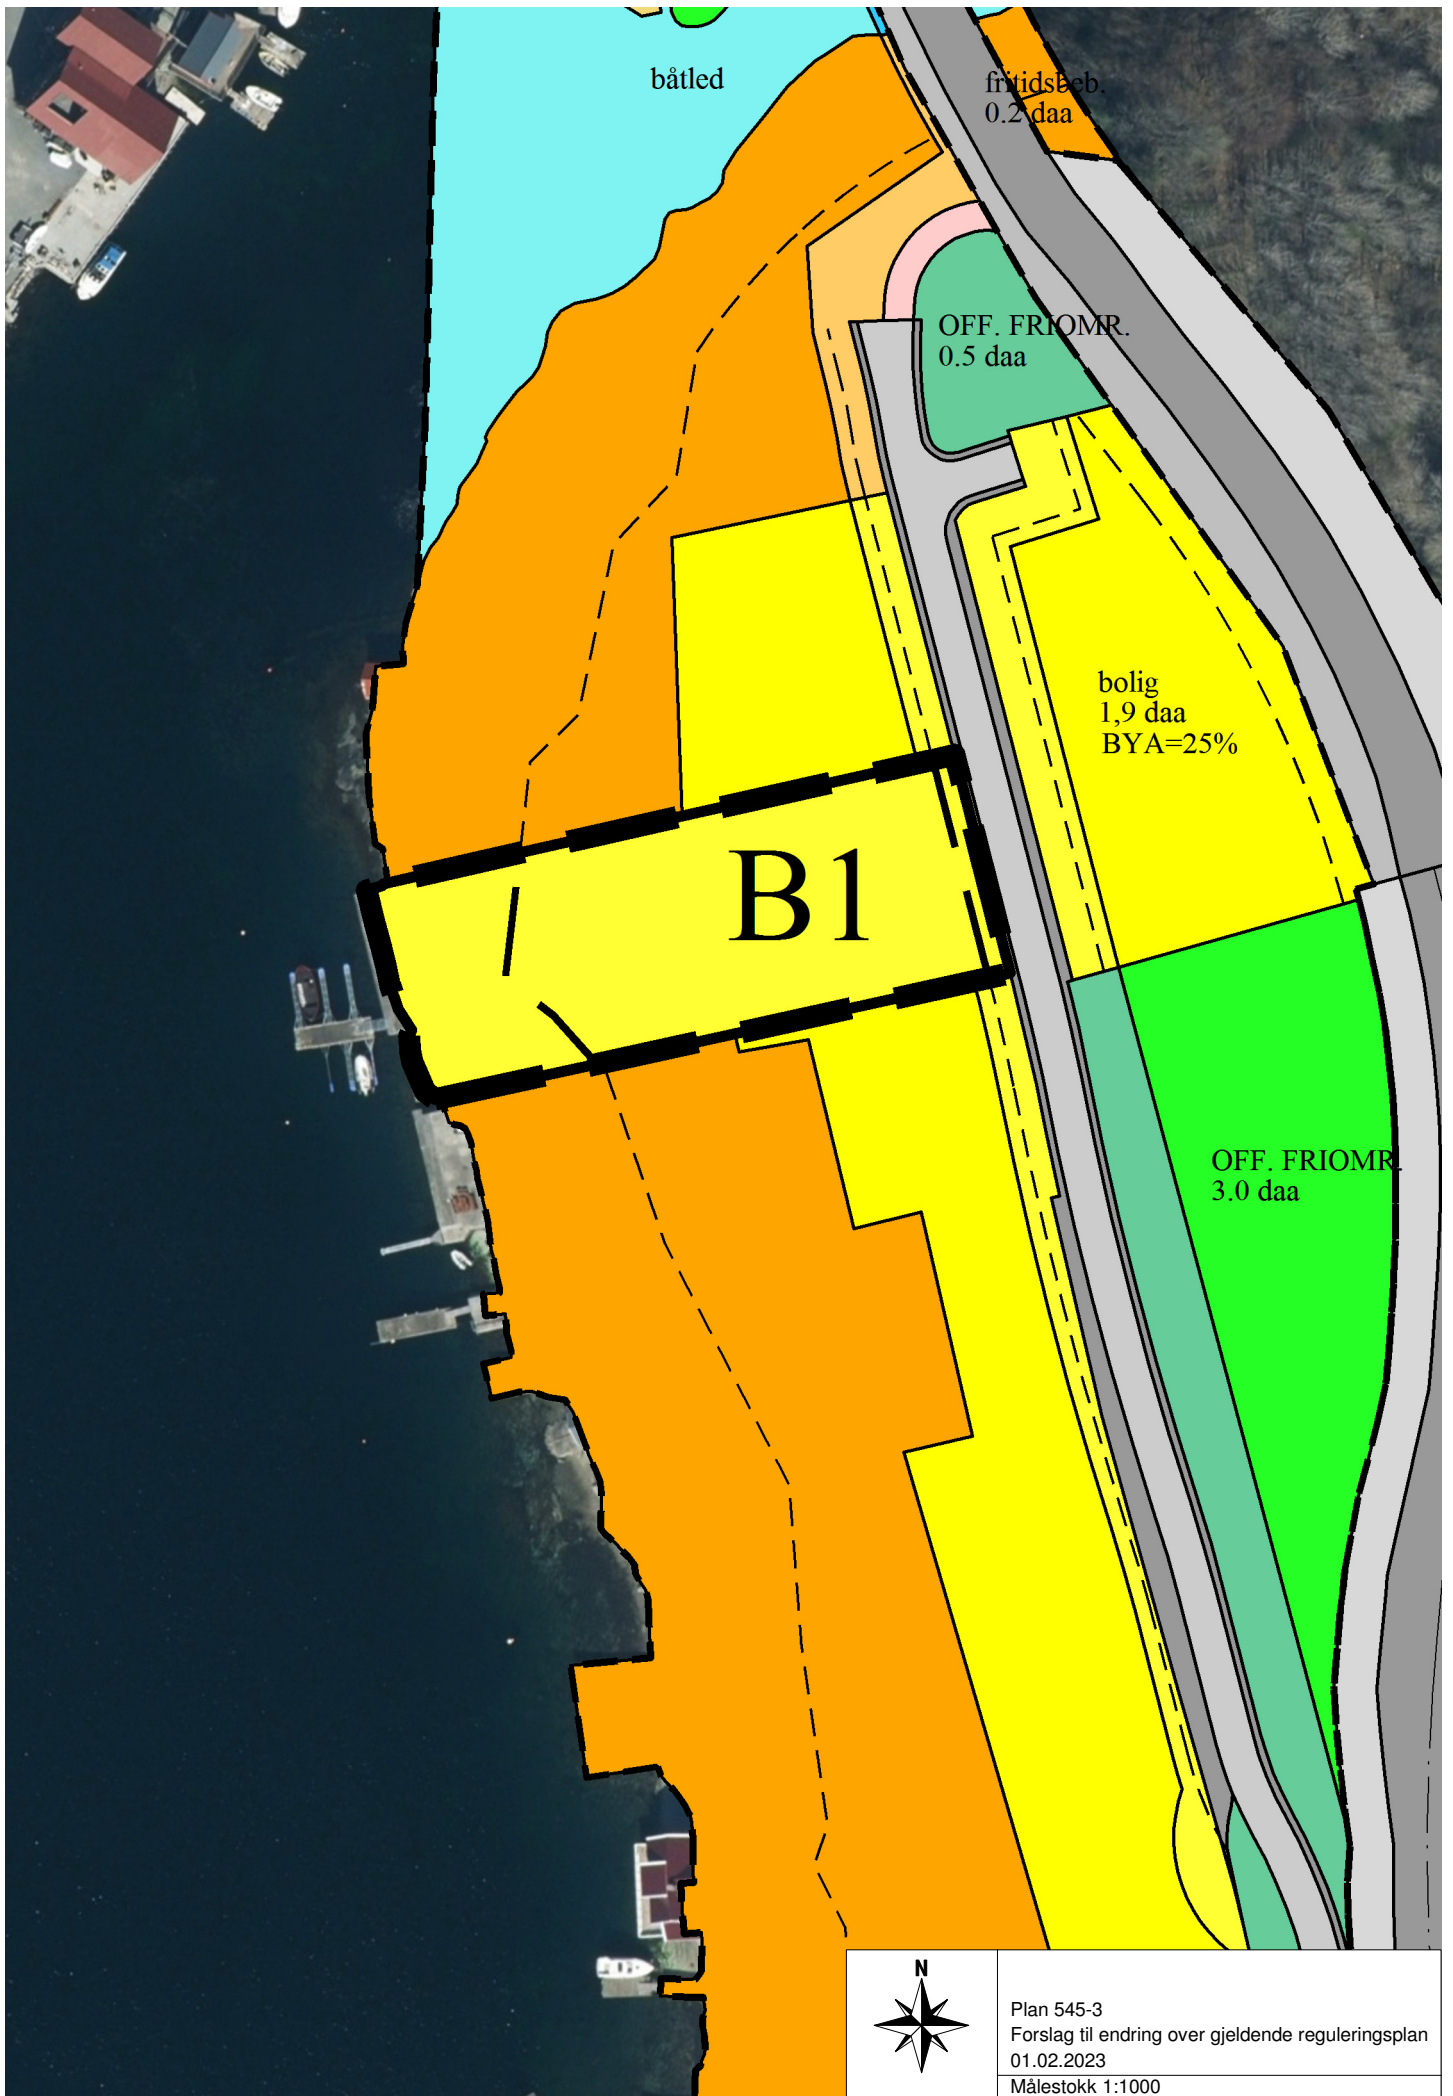 båtled
fritidsbeb.
0.2 daa
OFF. FRIOMR.
0.5 daa
bolig
1,9 daa
BYA=25%
B1
OFF. FRIOMR.
3.0 daa
N
Plan 545-3
Forslag til endring over gjeldende reguleringsplan
01.02.2023
Målestokk 1:1000